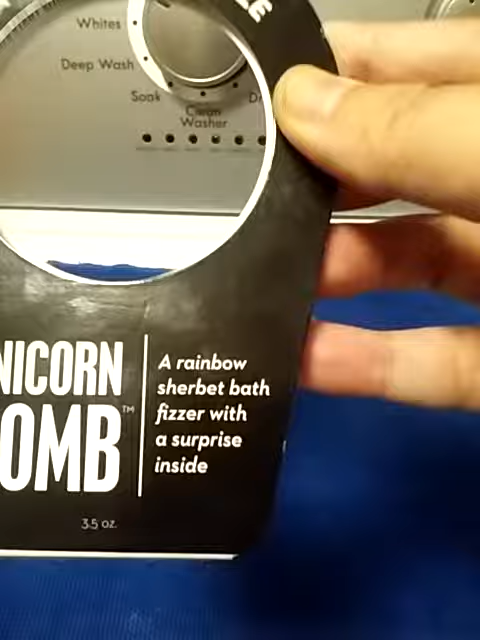 Whites
Deep Wash
Soak
Clean
Washer
NICORN
OMB™
A rainbow
sherbet bath
fizzer with
a surprise
inside
3.5 oz.